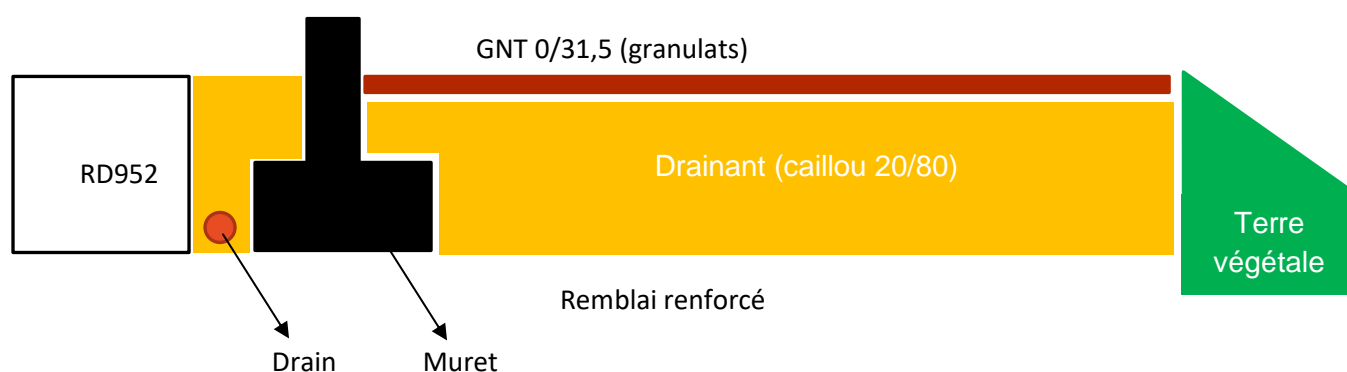 GNT 0/31,5 (granulats)
RD952
Drainant (caillou 20/80)
Terre
végétale
Remblai renforcé
Drain
Muret